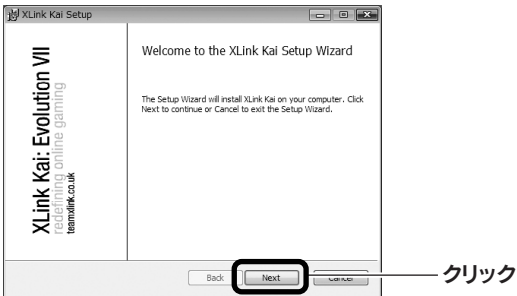 XLink Kai Setup
XLink Kai: Evolution VII
redefining online gaming
teamxlink.co.uk
Welcome to the XLink Kai Setup Wizard
The Setup Wizard will install XLink Kai on your computer. Click
Next to continue or Cancel to exit the Setup Wizard.
Back Next Cancel
クリック